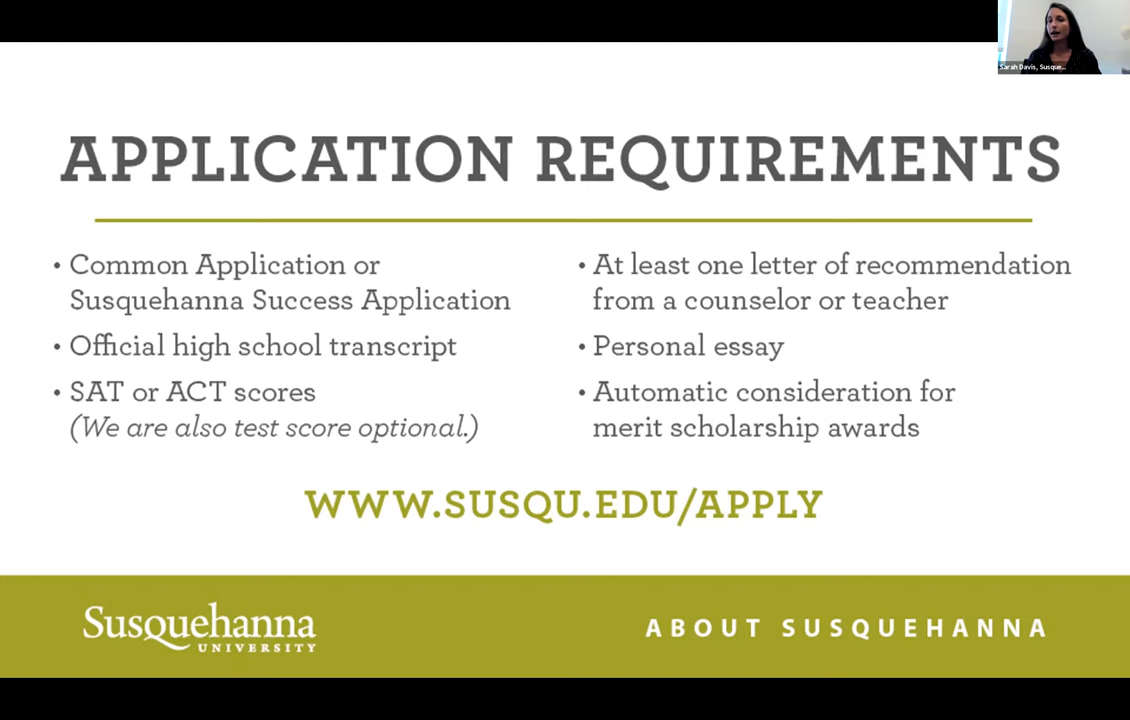 Sarah Davis, Susque...
APPLICATION REQUIREMENTS
• Common Application or
Susquehanna Success Application
• Official high school transcript
• SAT or ACT scores
(We are also test score optional.)
• At least one letter of recommendation
from a counselor or teacher
• Personal essay
• Automatic consideration for
merit scholarship awards
WWW.SUSQU.EDU/APPLY
Susquehanna
UNIVERSITY
ABOUT SUSQUEHANNA